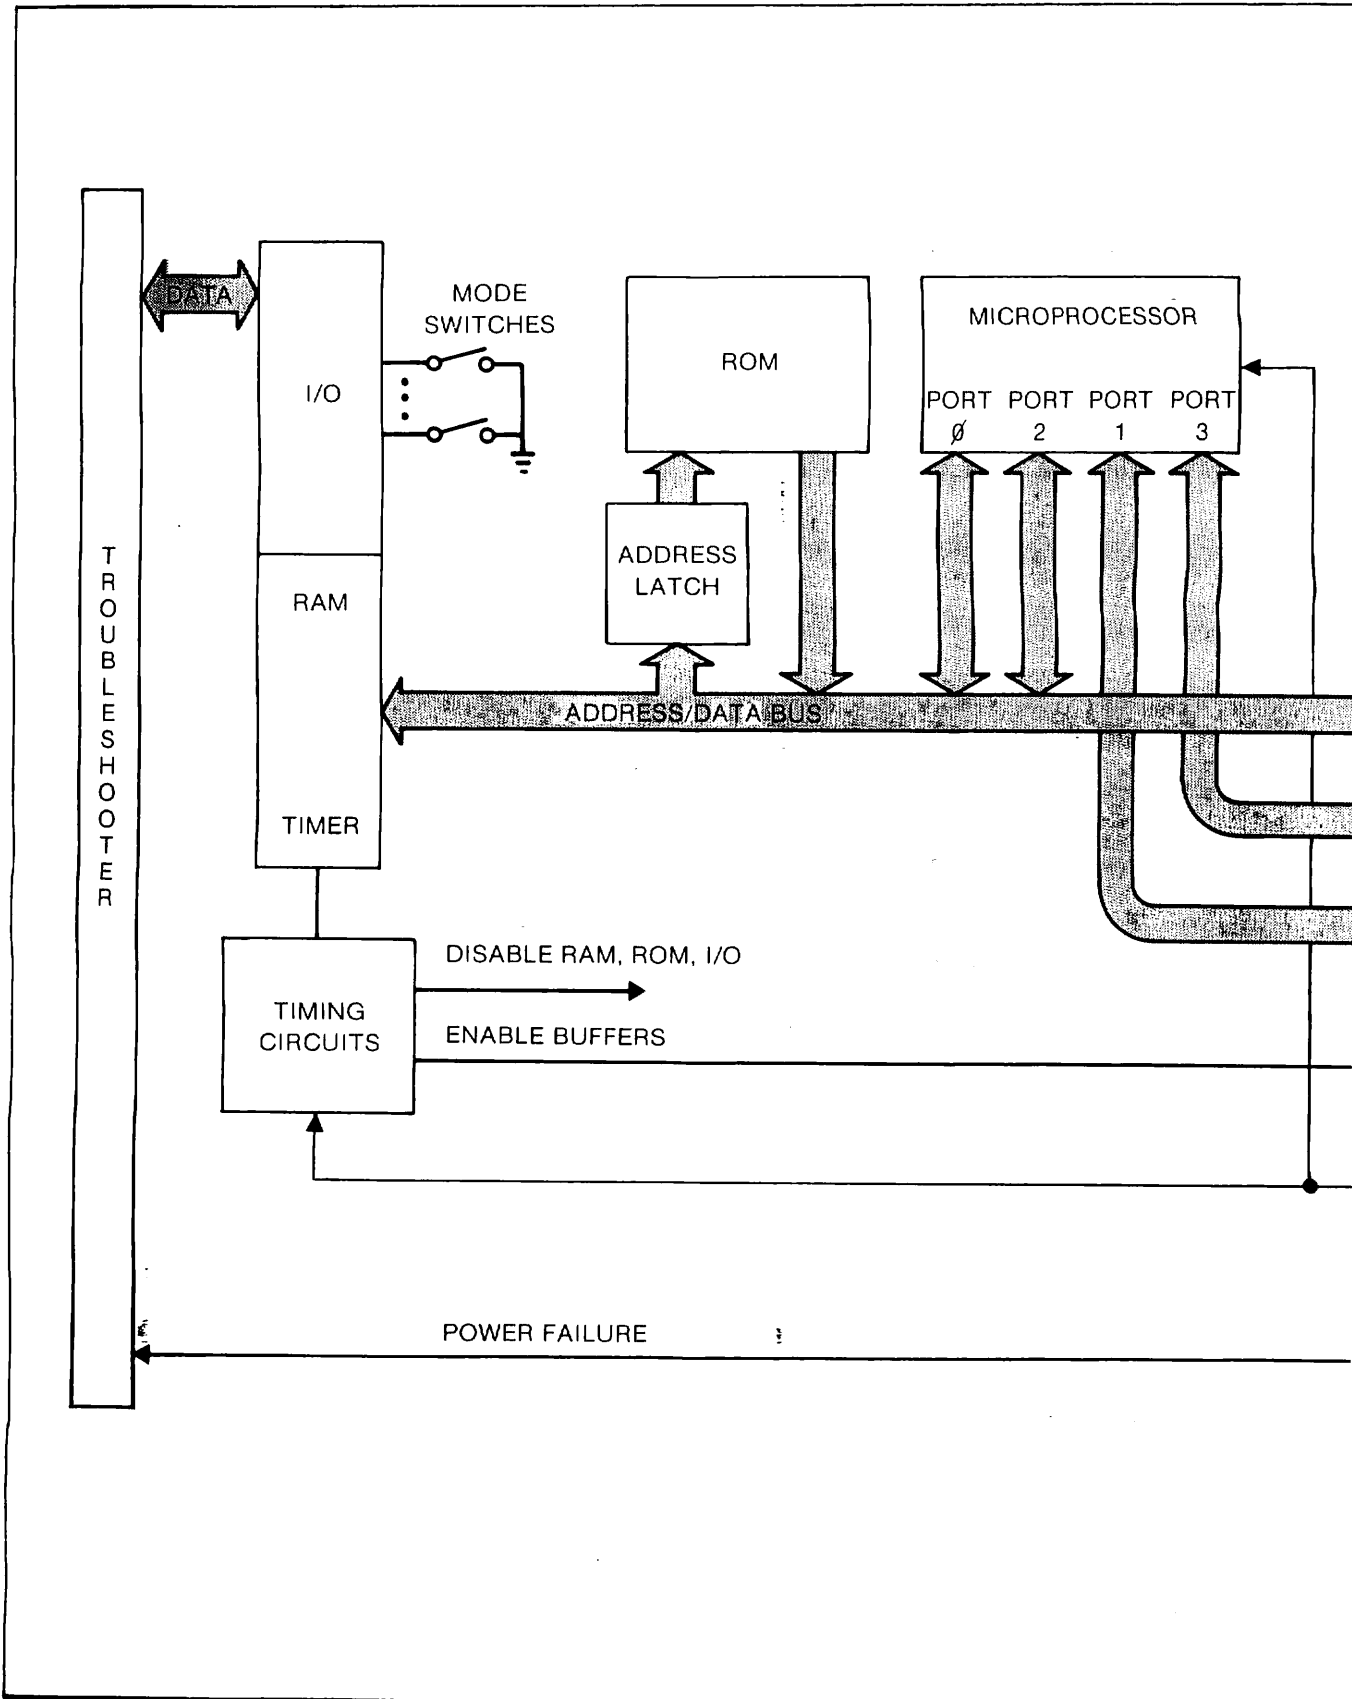 TROUBLESHOOTER
DATA
I/O
RAM
TIMER
MODE
SWITCHES
ROM
ADDRESS
LATCH
MICROPROCESSOR
PORT PORT PORT PORT
Ø 2 1 3
ADDRESS/DATA BUS
TIMING
CIRCUITS
DISABLE RAM, ROM, I/O
ENABLE BUFFERS
POWER FAILURE